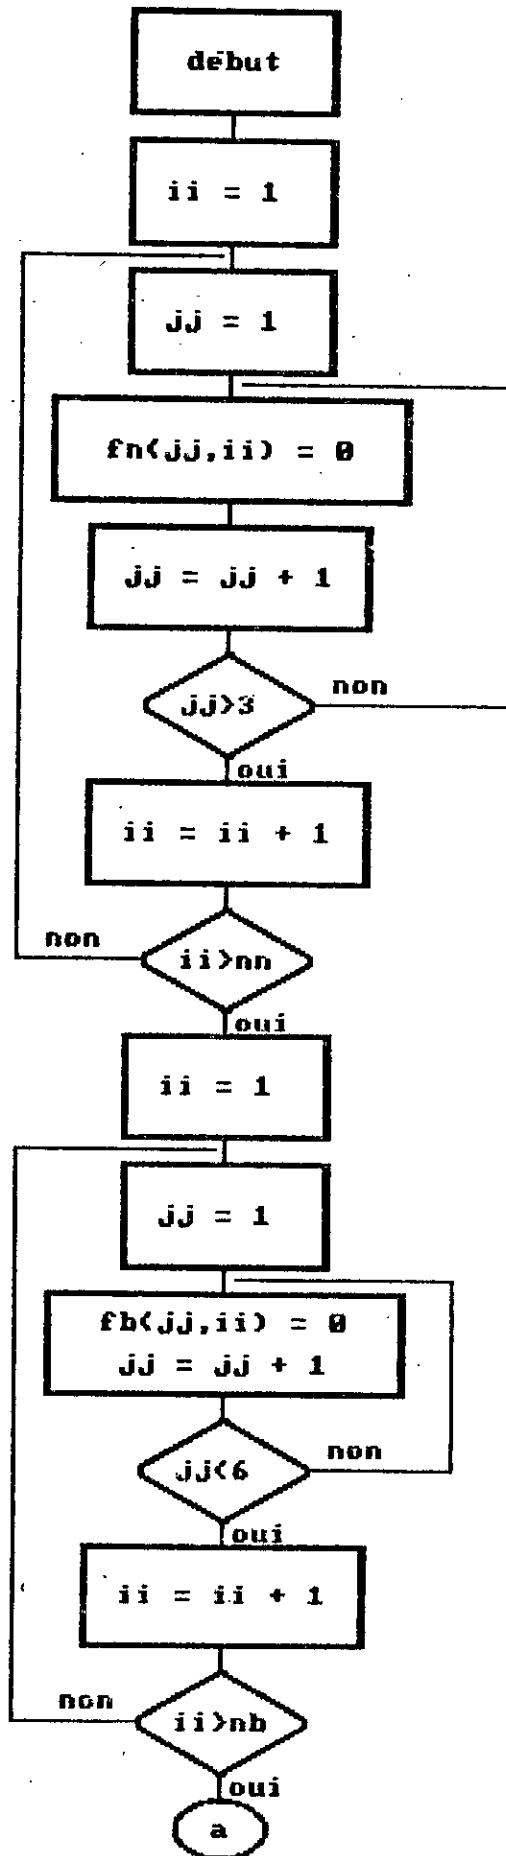 début
ii = 1
jj = 1
fn(jj,ii) = 0
jj = jj + 1
jj>3
non
oui
ii = ii + 1
non
ii>nn
oui
ii = 1
jj = 1
fb(jj,ii) = 0
jj = jj + 1
jj<6
non
oui
ii = ii + 1
non
ii>nb
oui
a